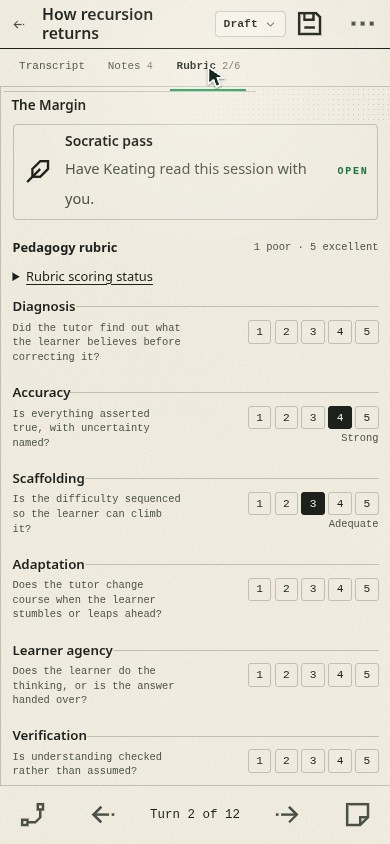 How recursion
returns
Draft
Transcript
Notes 4
Rubric 2/6
The Margin
Socratic pass
Have Keating read this session with
you.
OPEN
Pedagogy rubric
1 poor · 5 excellent
Rubric scoring status
Diagnosis
Did the tutor find out what
the learner believes before
correcting it?
1 2 3 4 5
Accuracy
Is everything asserted
true, with uncertainty
named?
1 2 3 4 5
Strong
Scaffolding
Is the difficulty sequenced
so the learner can climb
it?
1 2 3 4 5
Adequate
Adaptation
Does the tutor change
course when the learner
stumbles or leaps ahead?
1 2 3 4 5
Learner agency
Does the learner do the
thinking, or is the answer
handed over?
1 2 3 4 5
Verification
Is understanding checked
rather than assumed?
1 2 3 4 5
Turn 2 of 12